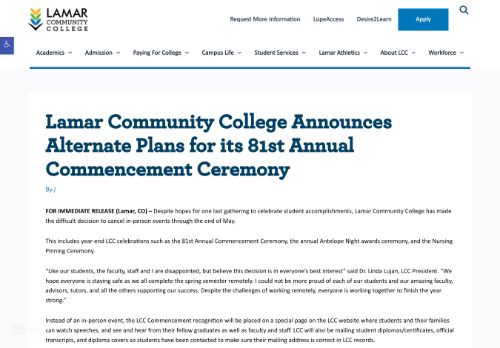 LAMAR
COMMUNITY
COLLEGE
Request More Information LopeAccess Desire2Learn Apply
Academics Admission Paying For College Campus Life Student Services Lamar Athletics About LCC Workforce
Lamar Community College Announces
Alternate Plans for its 81st Annual
Commencement Ceremony
By /
FOR IMMEDIATE RELEASE (Lamar, CO) – Despite hopes for one last gathering to celebrate student accomplishments, Lamar Community College has made
the difficult decision to cancel in-person events through the end of May.
This includes year-end LCC celebrations such as the 81st Annual Commencement Ceremony, the annual Antelope Night awards ceremony, and the Nursing
Pinning Ceremony.
"Like our students, the faculty, staff and I are disappointed, but believe this decision is in everyone's best interest" said Dr. Linda Lujan, LCC President. "We
hope everyone is staying safe as we all complete the spring semester remotely. I could not be more proud of each of our students and our amazing faculty,
advisors, tutors, and all the others supporting our success. Despite the challenges of working remotely, everyone is working together to finish the year
strong."
Instead of an in-person event, the LCC Commencement recognition will be placed on a special page on the LCC website where students and their families
can watch speeches, and see and hear from their fellow graduates as well as faculty and staff. LCC will also be mailing student diplomas/certificates, official
transcripts, and diploma covers so students have been contacted to make sure their mailing address is correct in LCC records.